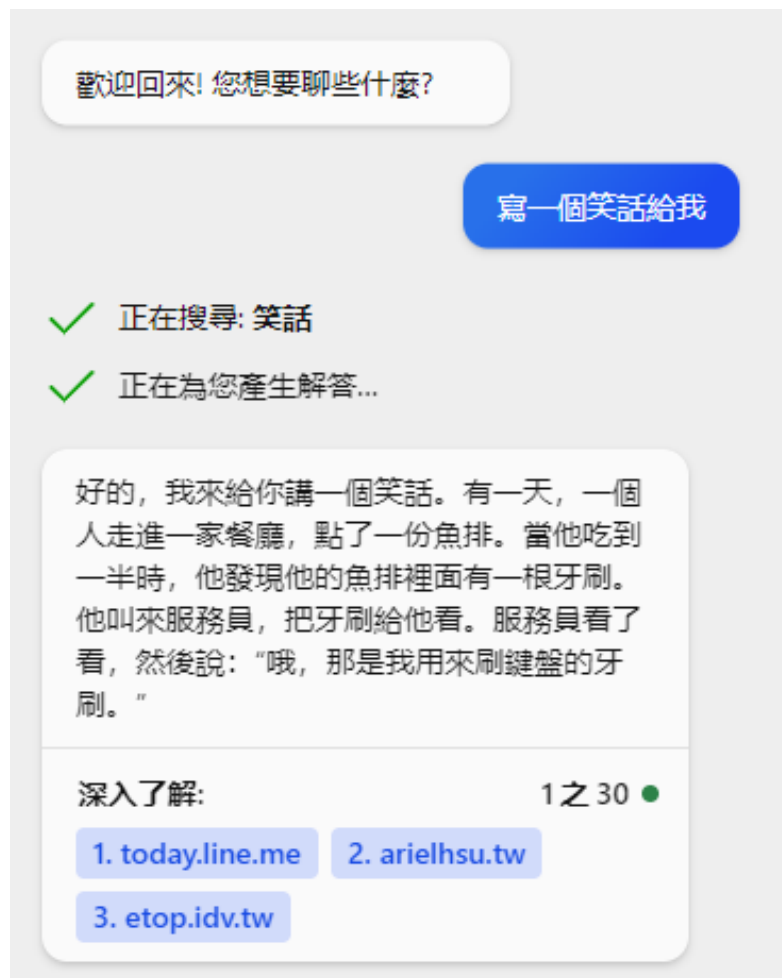 歡迎回來! 您想要聊些什麼?
寫一個笑話給我
正在搜尋: 笑話
正在為您產生解答...
好的，我來給你講一個笑話。有一天，一個
人走進一家餐廳，點了一份魚排。當他吃到
一半時，他發現他的魚排裡面有一根牙刷。
他叫來服務員，把牙刷給他看。服務員看了
看，然後說：“哦，那是我用來刷鍵盤的牙
刷。”
深入了解: 1 之 30
1. today.line.me 2. arielhsu.tw
3. etop.idv.tw